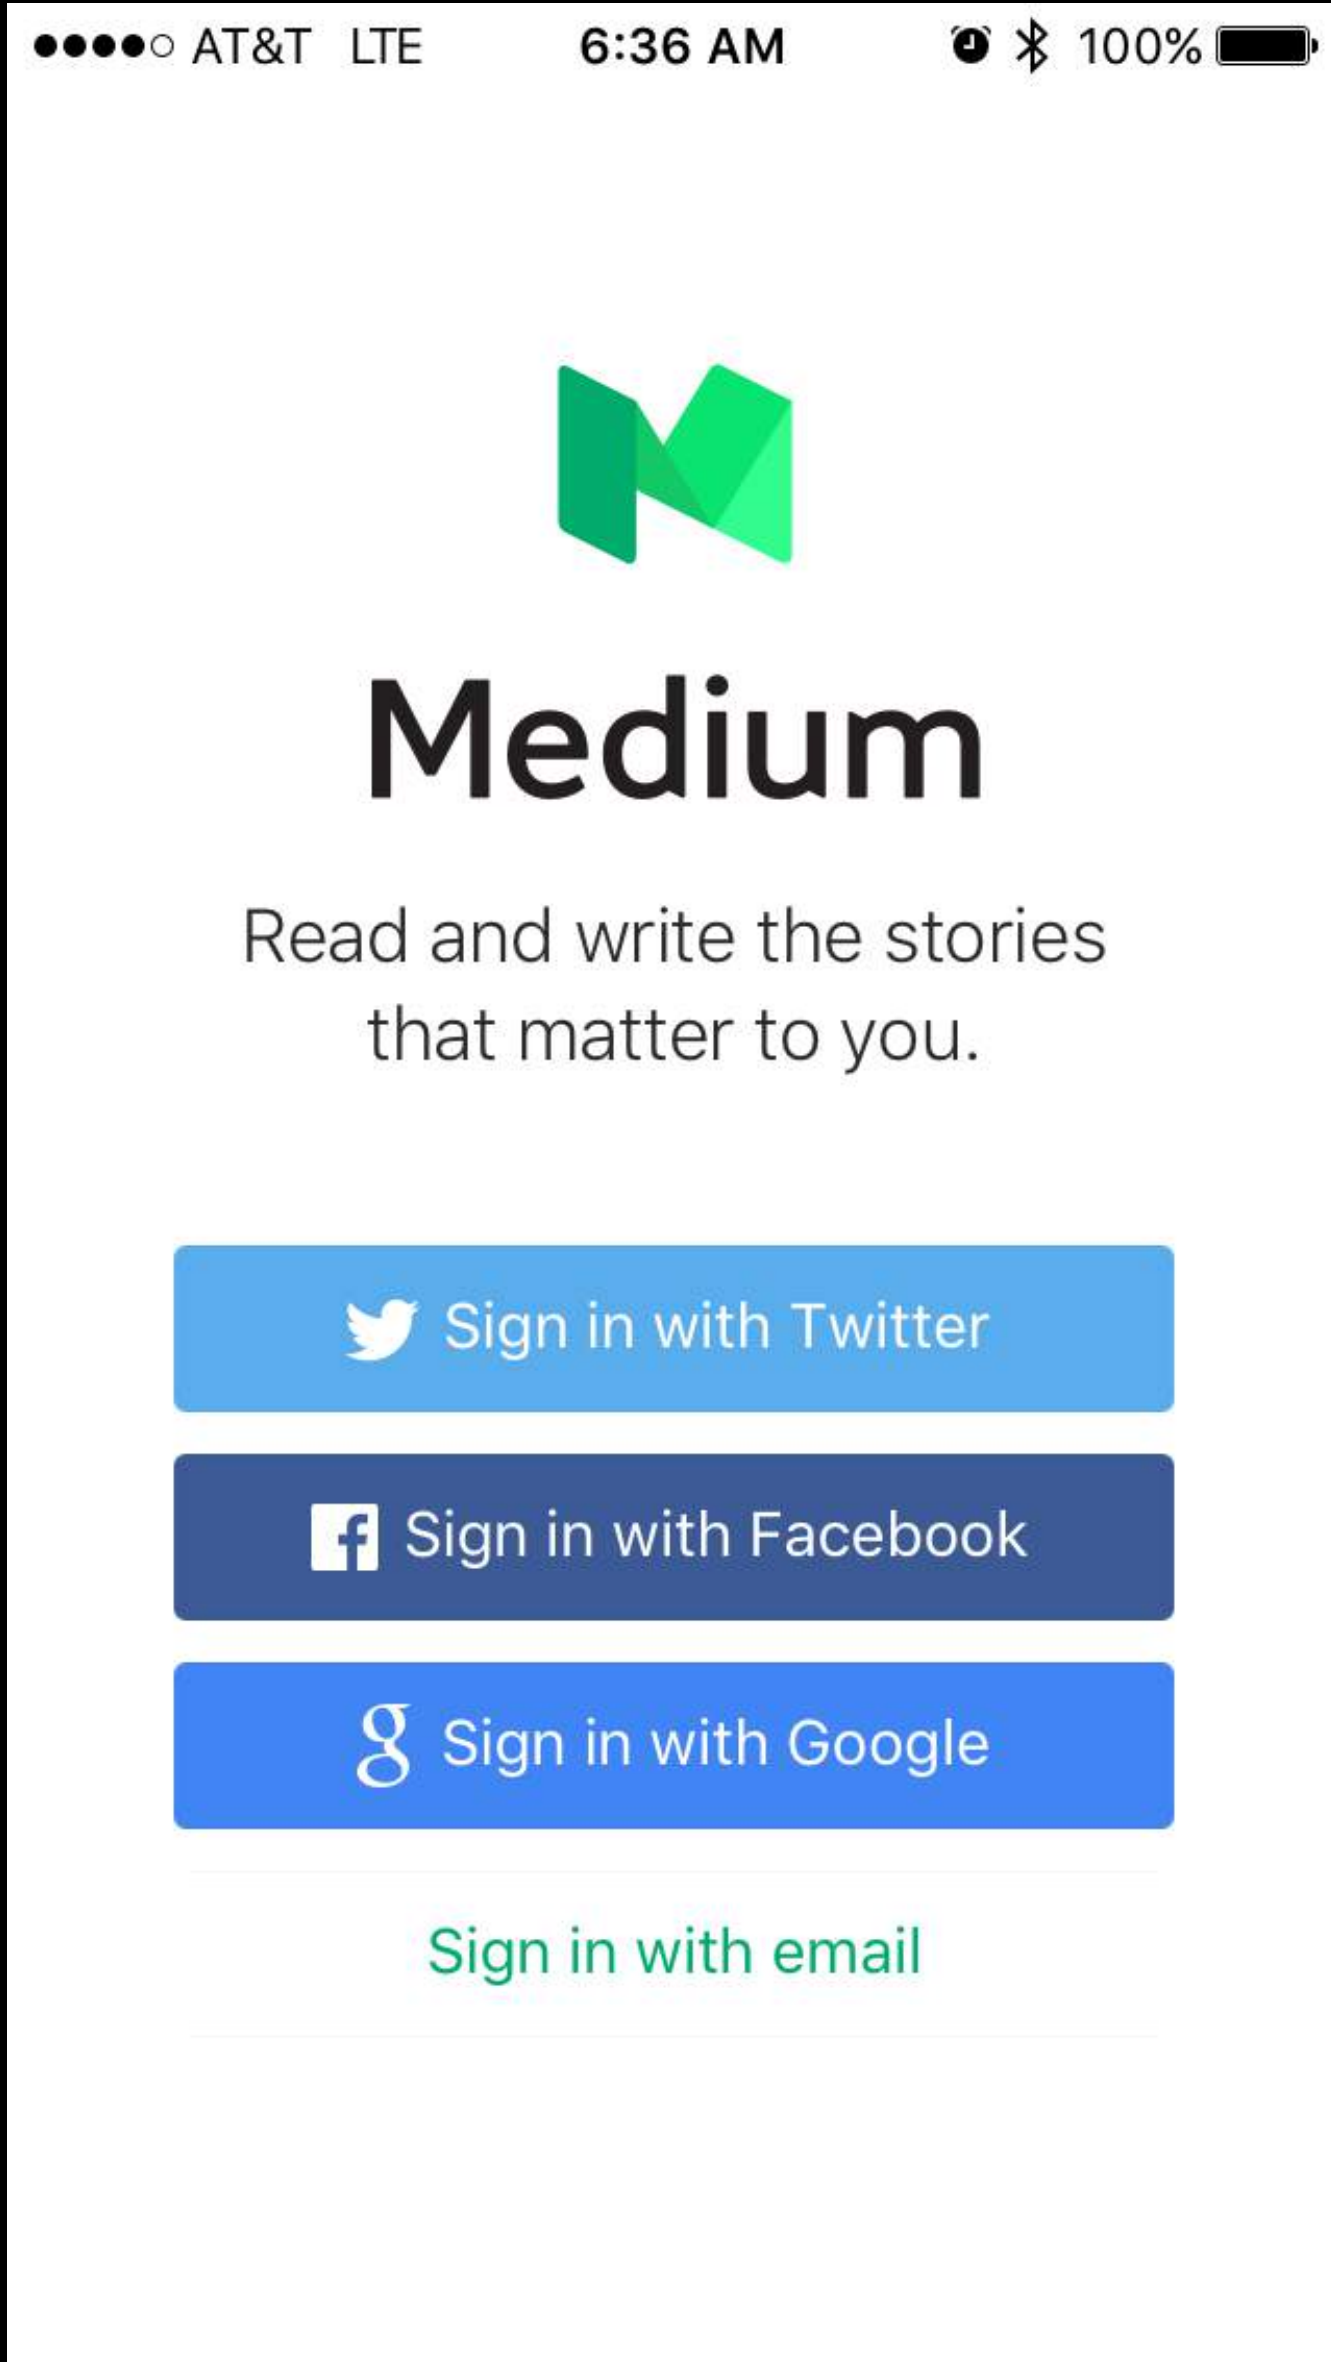 AT&T LTE 6:36 AM 100%
Medium
Read and write the stories
that matter to you.
Sign in with Twitter
Sign in with Facebook
g Sign in with Google
Sign in with email